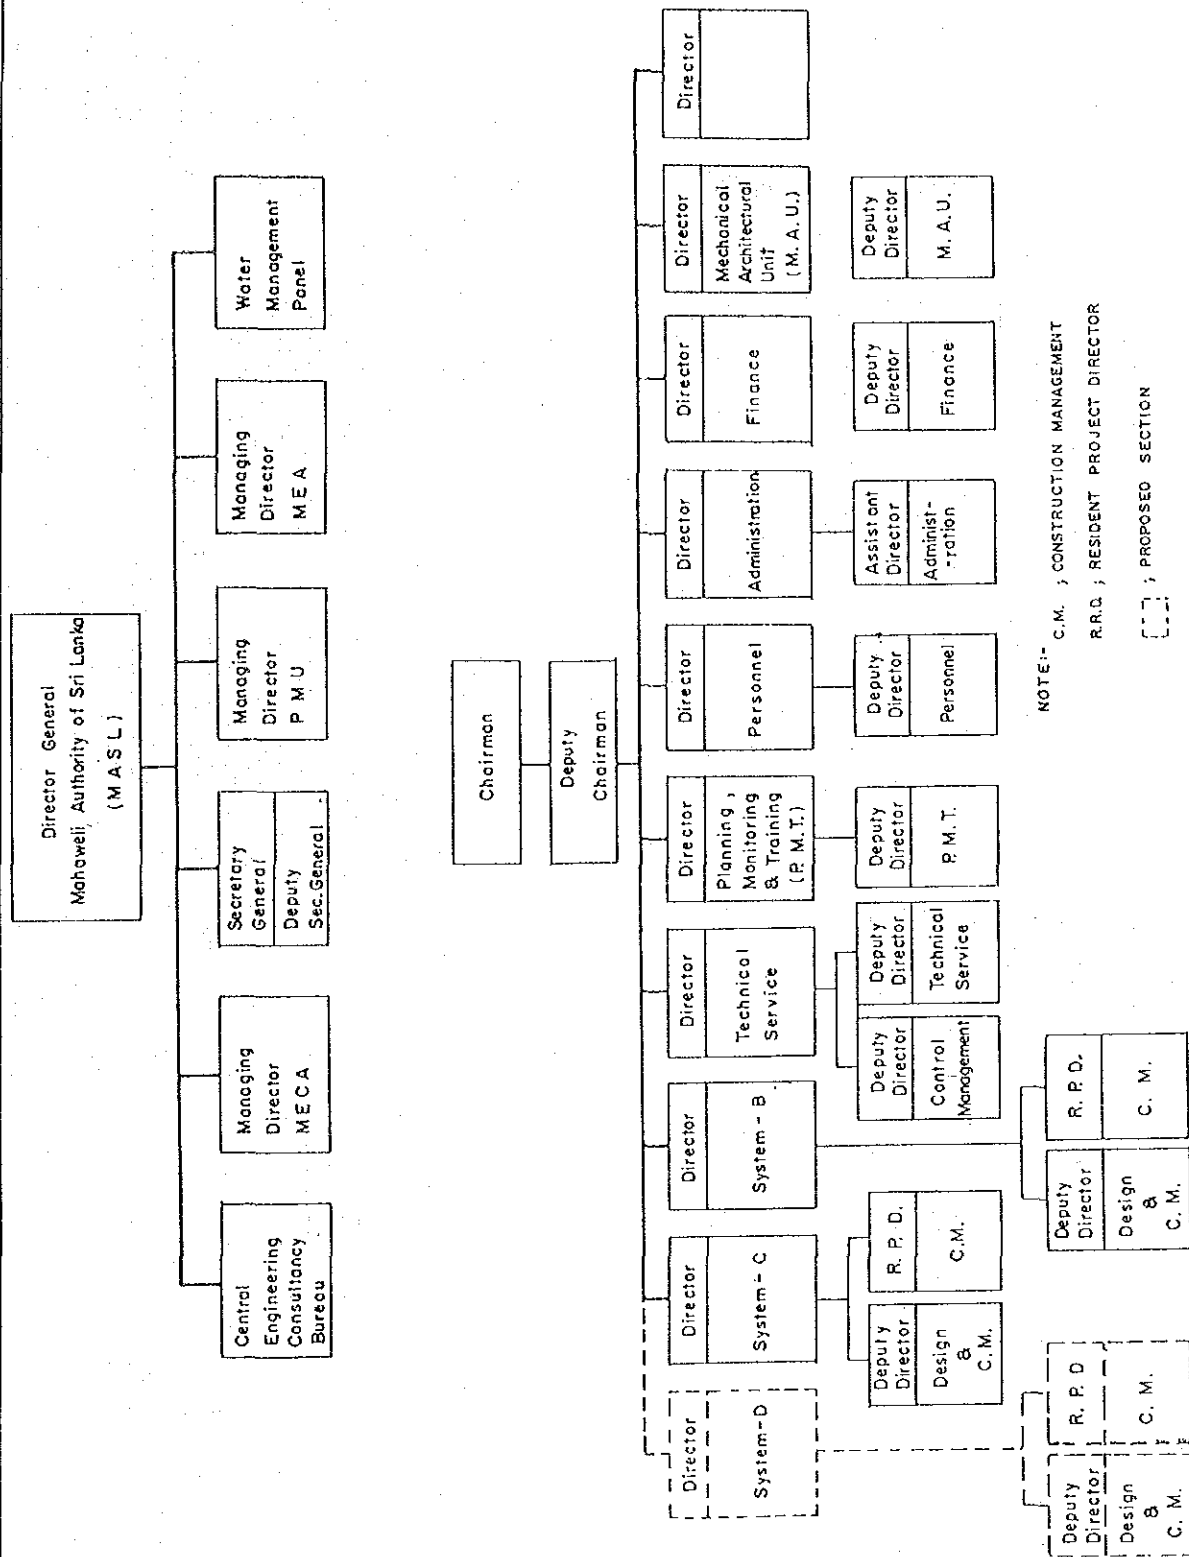 Director General
Mahaweli Authority of Sri Lanka
(MASL)
Central
Engineering
Consultancy
Bureau
Managing
Director
MECA
Secretary
General
Deputy
Sec.General
Managing
Director
PMU
Managing
Director
MEA
Water
Management
Panel
Chairman
Deputy
Chairman
Director
System-D
Director
System-C
Director
System-B
Director
Technical
Service
Director
Planning,
Monitoring
& Training
(P.M.T.)
Director
Personnel
Director
Administration
Director
Finance
Director
Mechanical
Architectural
Unit
(M.A.U.)
Director
Deputy
Director
Design
&
C.M.
R.P.D.
C.M.
Deputy
Director
Control
Management
Deputy
Director
Technical
Service
Deputy
Director
P.M.T.
Deputy
Director
Personnel
Assistant
Director
Administ-
-ration
Deputy
Director
Finance
Deputy
Director
M.A.U.
Deputy
Director
Design
&
C.M.
R.P.D
C.M.
Deputy
Director
Design
&
C.M.
R.P.D.
C.M.
NOTE:-
C.M. ; CONSTRUCTION MANAGEMENT
R.R.D. ; RESIDENT PROJECT DIRECTOR
; PROPOSED SECTION